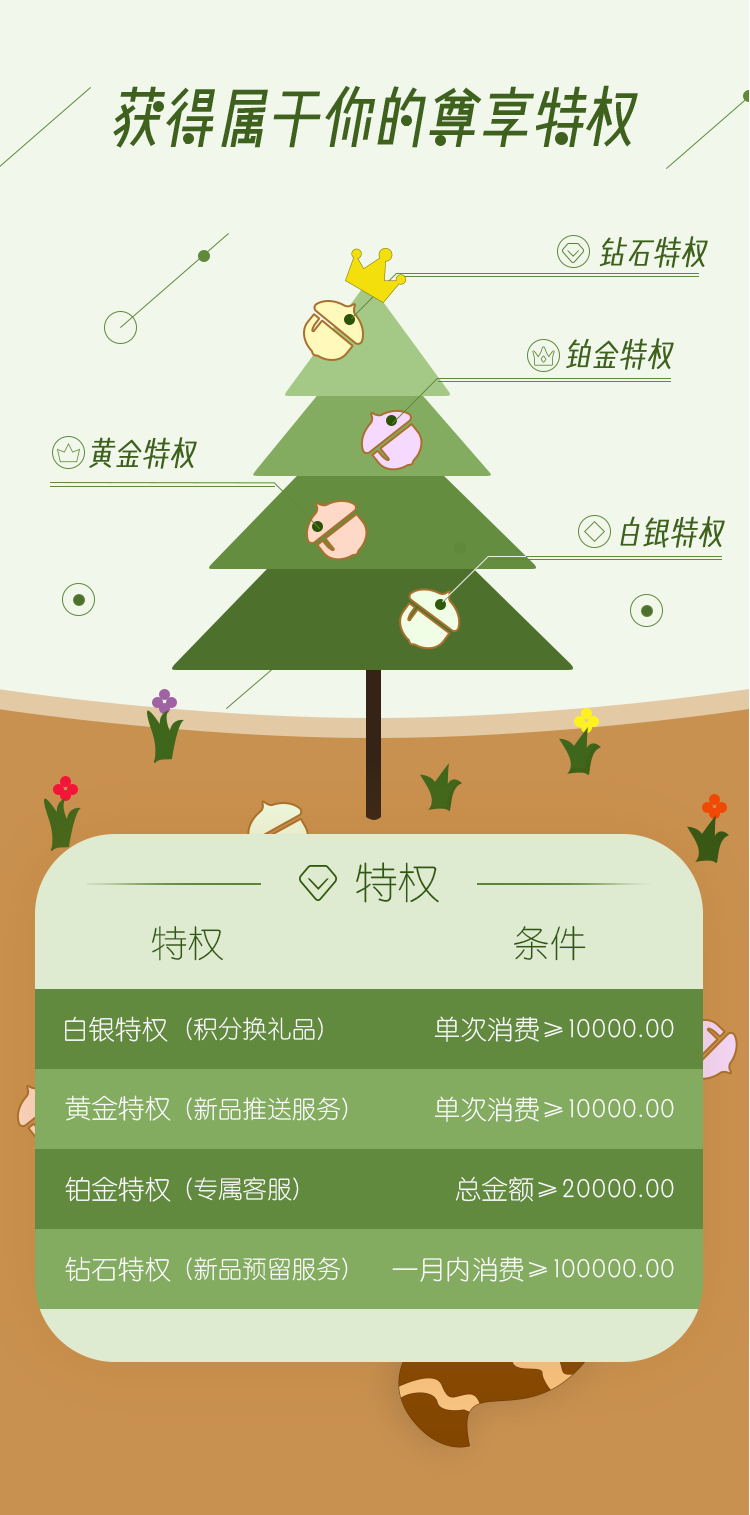 获得属于你的尊享特权
钻石特权
铂金特权
黄金特权
白银特权
特权
特权 条件
白银特权（积分换礼品） 单次消费≥10000.00
黄金特权（新品推送服务） 单次消费≥10000.00
铂金特权（专属客服） 总金额≥20000.00
钻石特权（新品预留服务） 一月内消费≥100000.00